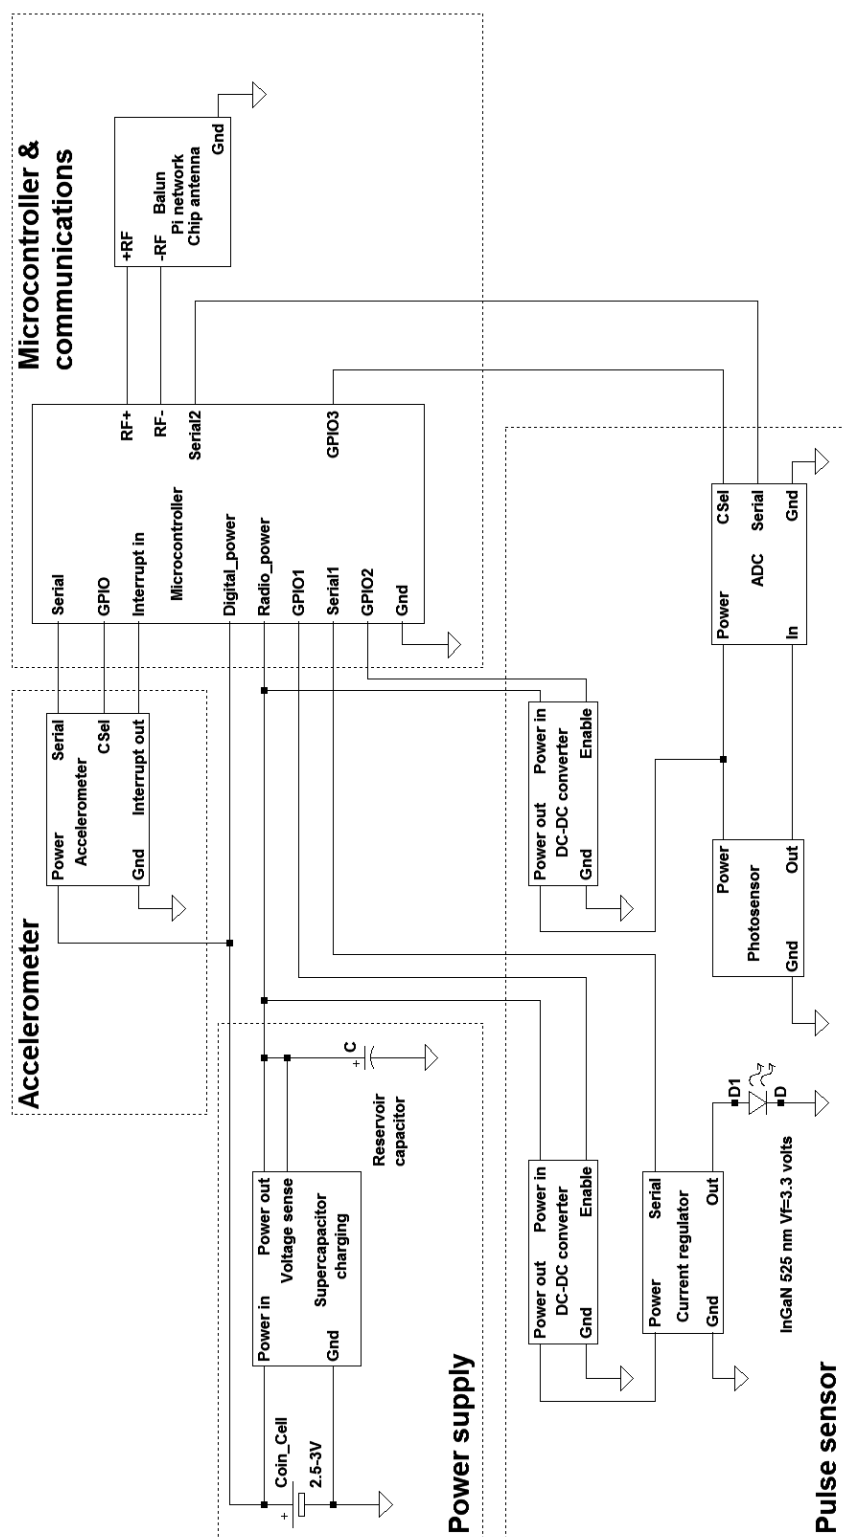 Microcontroller &
communications
Balun
Pi network
Chip antenna
+RF
-RF
Gnd
RF+
RF-
Serial2
GPIO3
Microcontroller
Serial
GPIO
Interrupt in
Digital_power
Radio_power
GPIO1
Serial1
GPIO2
Gnd
Accelerometer
Serial
CSel
Interrupt out
Accelerometer
Power
Gnd
Power supply
Coin_Cell
+
2.5-3V
Power in
Gnd
Power out
Voltage sense
Supercapacitor
charging
+
C
Reservoir
capacitor
Pulse sensor
Power out
Power in
DC-DC converter
Gnd
Enable
Power
Serial
Current regulator
Gnd
Out
D1
D
InGaN 525 nm Vf=3.3 volts
Power out
Power in
DC-DC converter
Gnd
Enable
Power
Photosensor
Gnd
Out
Power
CSel
ADC
Serial
In
Gnd